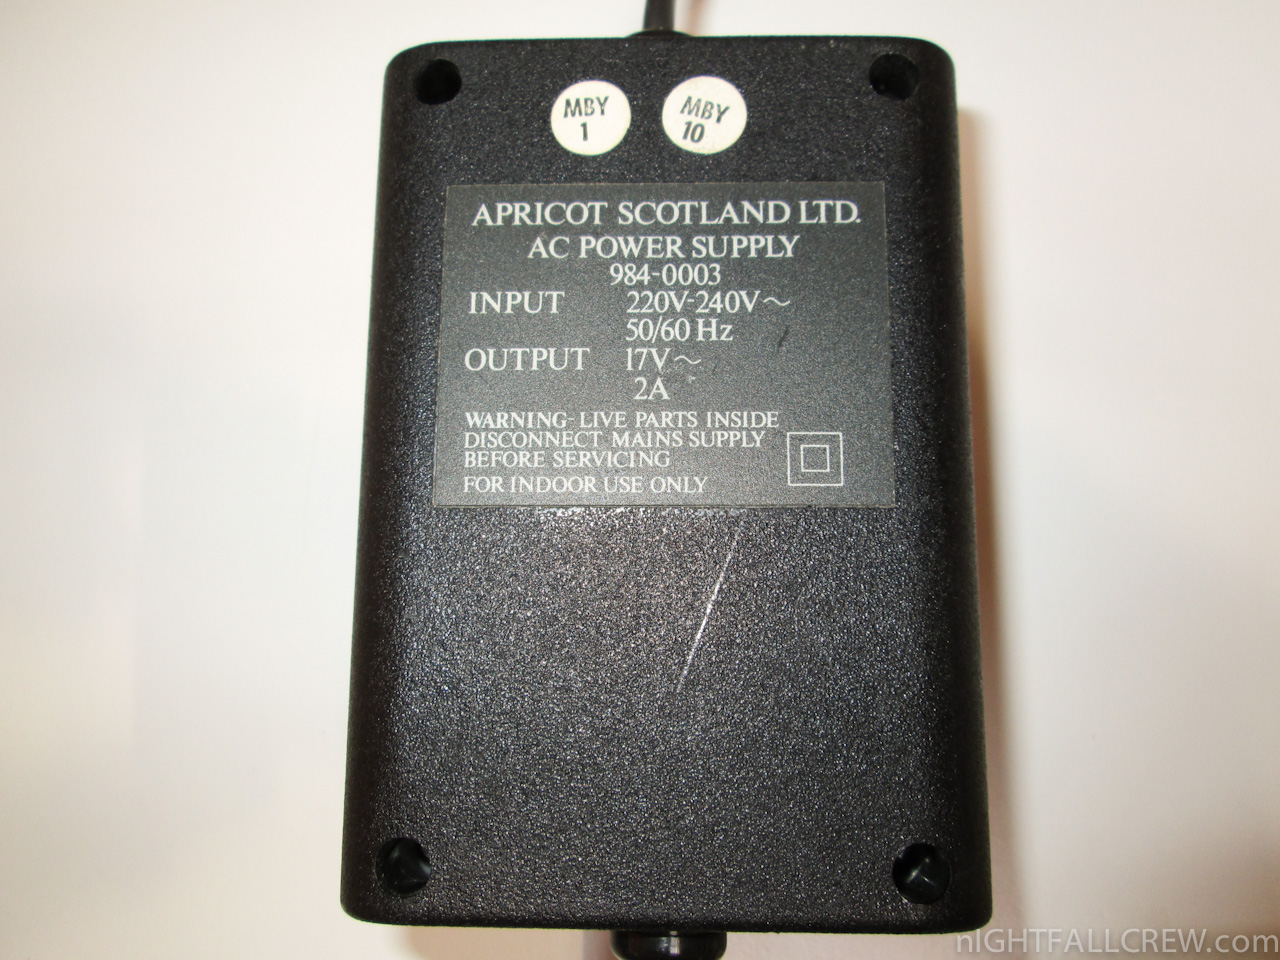 MBY
1
MBY
10
APRICOT SCOTLAND LTD.
AC POWER SUPPLY
984-0003
INPUT 220V-240V~
50/60 Hz
OUTPUT 17V~
2A
WARNING- LIVE PARTS INSIDE
DISCONNECT MAINS SUPPLY
BEFORE SERVICING
FOR INDOOR USE ONLY
nIGHTFALLCREW.com